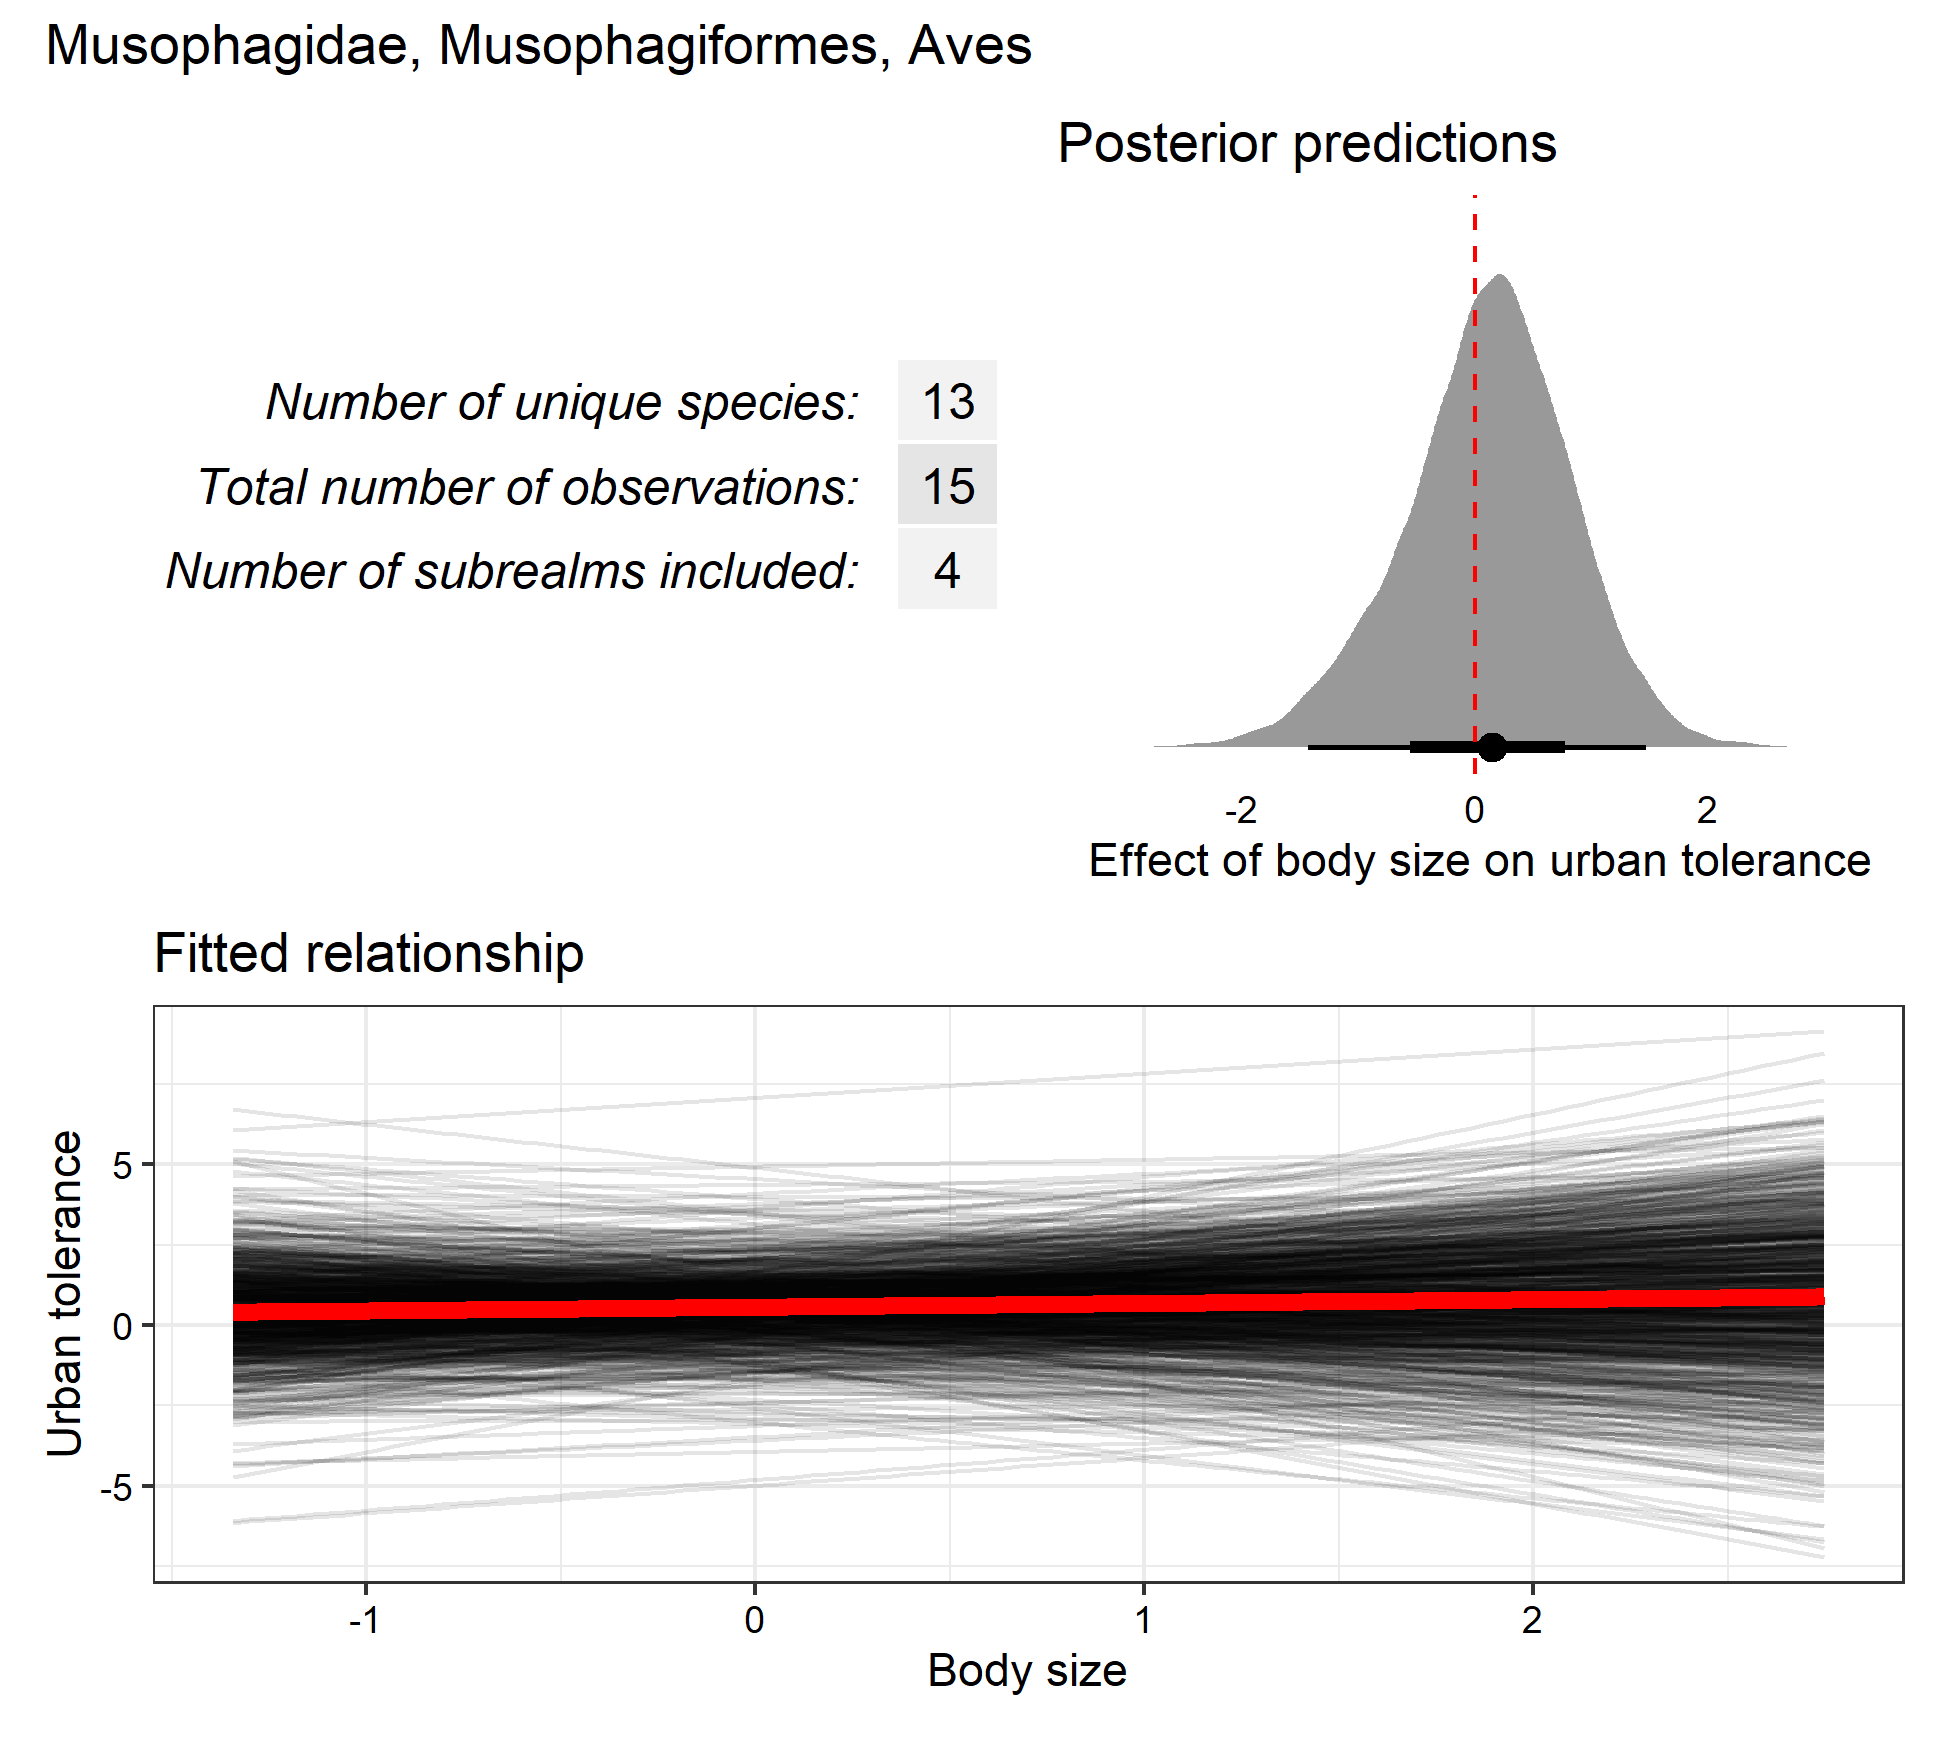 Musophagidae, Musophagiformes, Aves
Posterior predictions
Number of unique species: 13
Total number of observations: 15
Number of subrealms included: 4
-2 0 2
Effect of body size on urban tolerance
Fitted relationship
Urban tolerance
5
0
-5
-1 0 1 2
Body size